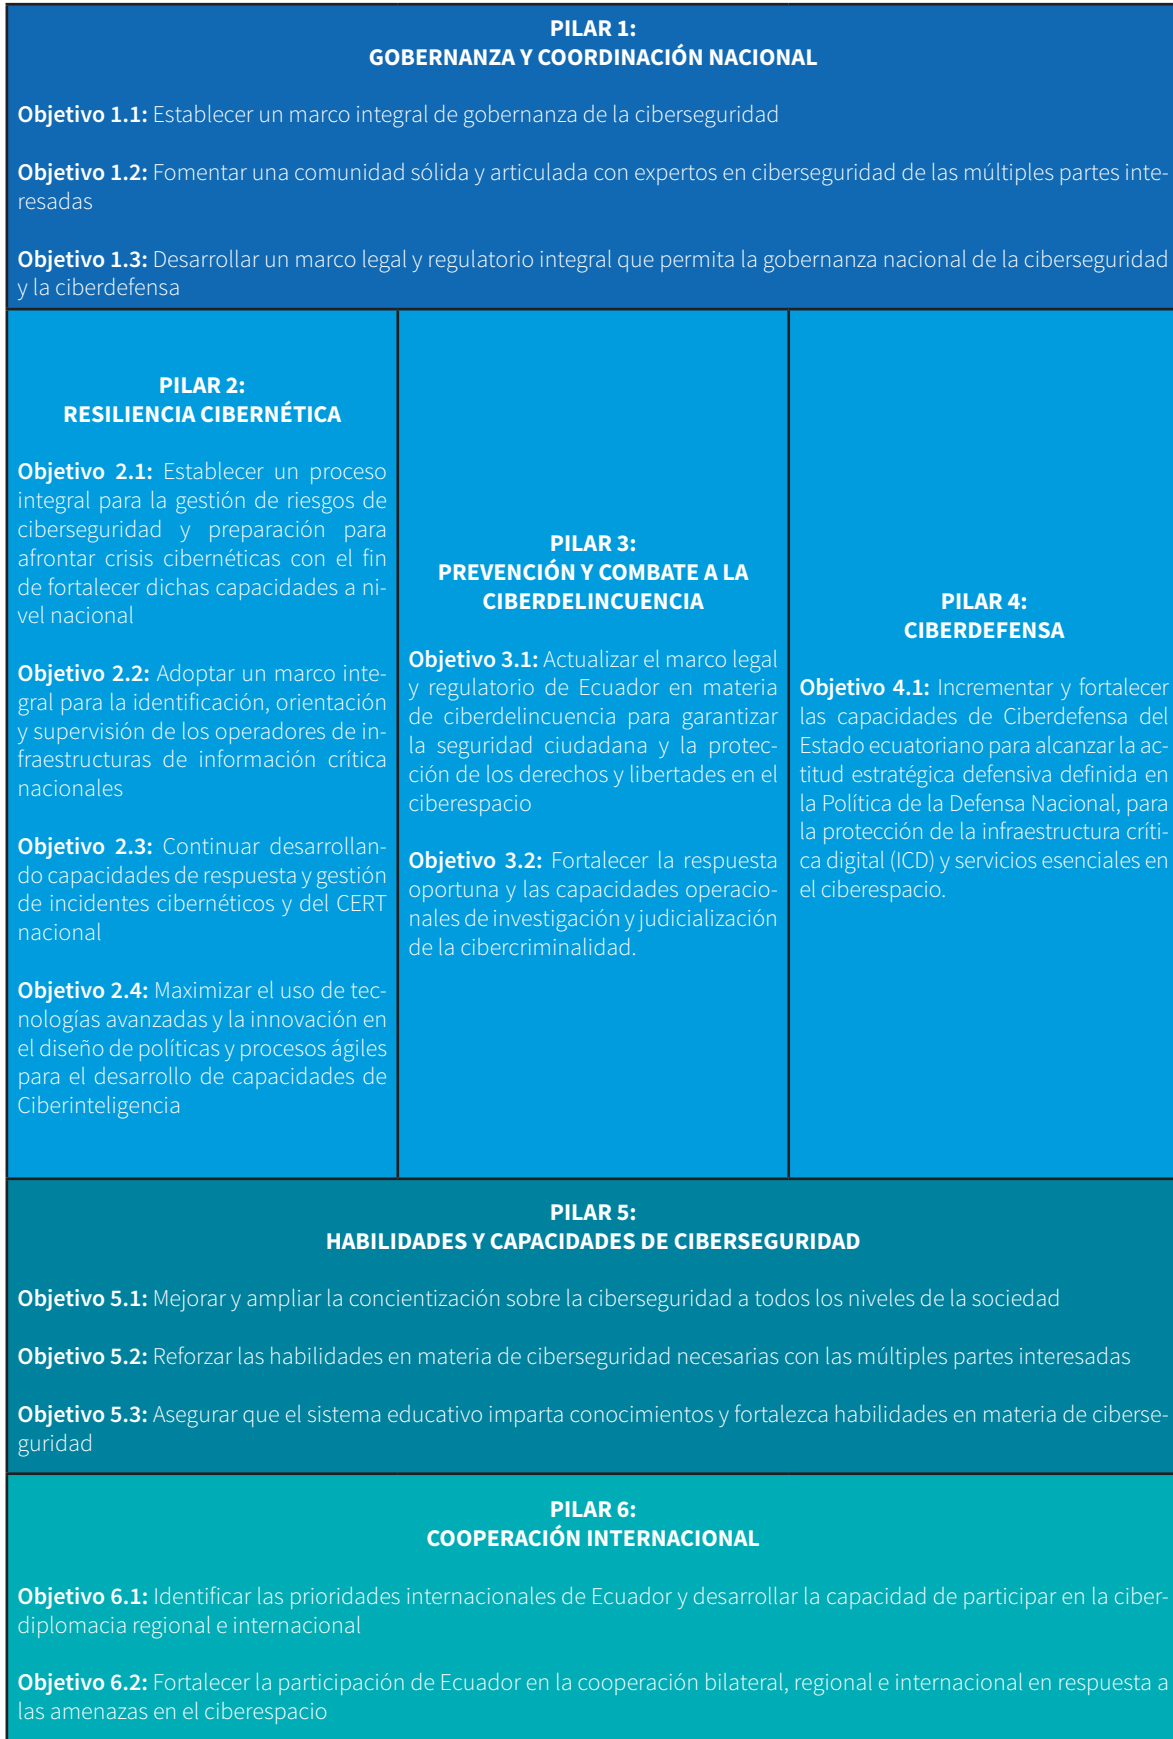 PILAR 1:
GOBERNANZA Y COORDINACIÓN NACIONAL
Objetivo 1.1: Establecer un marco integral de gobernanza de la ciberseguridad
Objetivo 1.2: Fomentar una comunidad sólida y articulada con expertos en ciberseguridad de las múltiples partes inte-
resadas
Objetivo 1.3: Desarrollar un marco legal y regulatorio integral que permita la gobernanza nacional de la ciberseguridad
y la ciberdefensa
PILAR 2:
RESILIENCIA CIBERNÉTICA
Objetivo 2.1: Establecer un proceso
integral para la gestión de riesgos de
ciberseguridad y preparación para
afrontar crisis cibernéticas con el fin
de fortalecer dichas capacidades a ni-
vel nacional
Objetivo 2.2: Adoptar un marco inte-
gral para la identificación, orientación
y supervisión de los operadores de in-
fraestructuras de información crítica
nacionales
Objetivo 2.3: Continuar desarrollan-
do capacidades de respuesta y gestión
de incidentes cibernéticos y del CERT
nacional
Objetivo 2.4: Maximizar el uso de tec-
nologías avanzadas y la innovación en
el diseño de políticas y procesos ágiles
para el desarrollo de capacidades de
Ciberinteligencia
PILAR 3:
PREVENCIÓN Y COMBATE A LA
CIBERDELINCUENCIA
Objetivo 3.1: Actualizar el marco legal
y regulatorio de Ecuador en materia
de ciberdelincuencia para garantizar
la seguridad ciudadana y la protec-
ción de los derechos y libertades en el
ciberespacio
Objetivo 3.2: Fortalecer la respuesta
oportuna y las capacidades operacio-
nales de investigación y judicialización
de la cibercriminalidad.
PILAR 4:
CIBERDEFENSA
Objetivo 4.1: Incrementar y fortalecer
las capacidades de Ciberdefensa del
Estado ecuatoriano para alcanzar la ac-
titud estratégica defensiva definida en
la Política de la Defensa Nacional, para
la protección de la infraestructura críti-
ca digital (ICD) y servicios esenciales en
el ciberespacio.
PILAR 5:
HABILIDADES Y CAPACIDADES DE CIBERSEGURIDAD
Objetivo 5.1: Mejorar y ampliar la concientización sobre la ciberseguridad a todos los niveles de la sociedad
Objetivo 5.2: Reforzar las habilidades en materia de ciberseguridad necesarias con las múltiples partes interesadas
Objetivo 5.3: Asegurar que el sistema educativo imparta conocimientos y fortalezca habilidades en materia de ciberse-
guridad
PILAR 6:
COOPERACIÓN INTERNACIONAL
Objetivo 6.1: Identificar las prioridades internacionales de Ecuador y desarrollar la capacidad de participar en la ciber-
diplomacia regional e internacional
Objetivo 6.2: Fortalecer la participación de Ecuador en la cooperación bilateral, regional e internacional en respuesta a
las amenazas en el ciberespacio